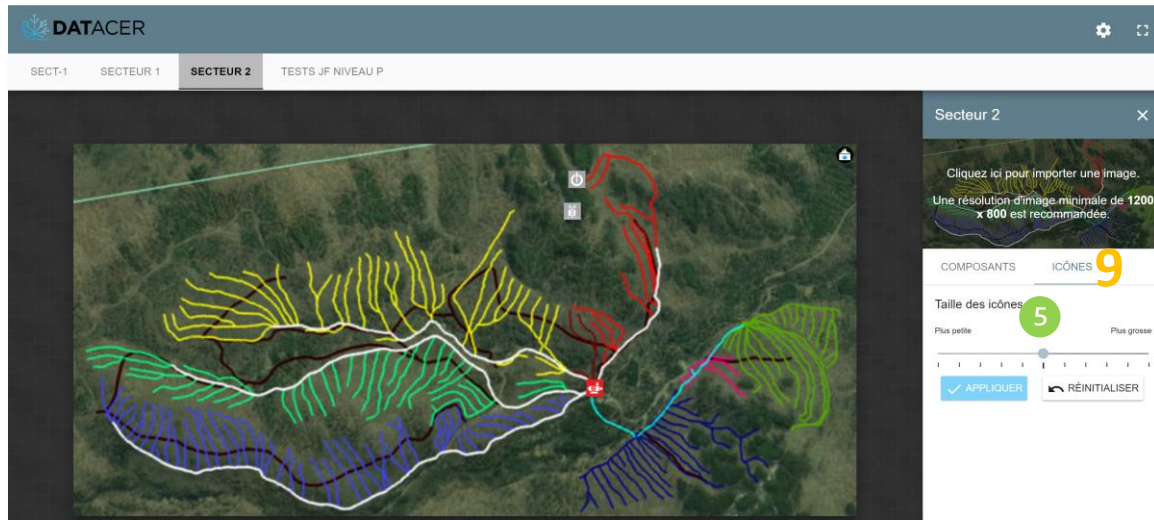 DATACER
SECT-1 SECTEUR 1 SECTEUR 2 TESTS JF NIVEAU P
Secteur 2
Cliquez ici pour importer une image.
Une résolution d'image minimale de 1200
x 800 est recommandée.
COMPOSANTS ICÔNES 9
Taille des icônes
5
Plus petite Plus grosse
APPLIQUER RÉINITIALISER